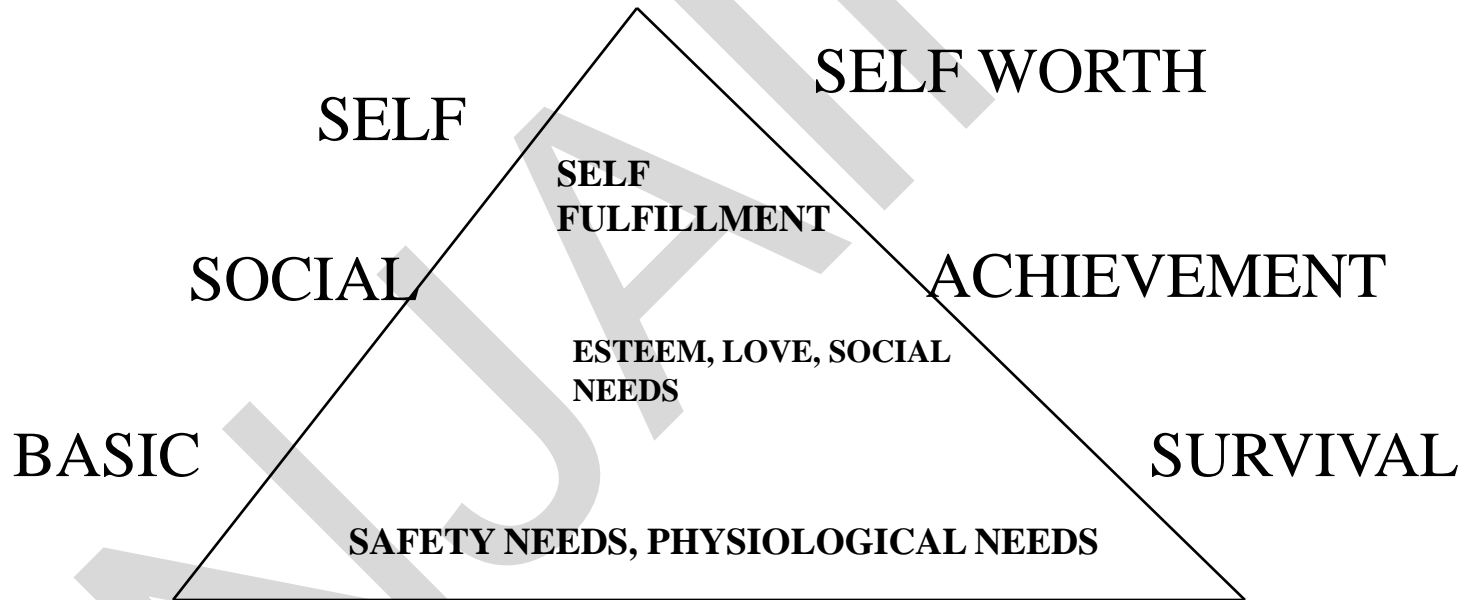 SELF WORTH
SELF
SELF
FULFILLMENT
SOCIAL
ACHIEVEMENT
ESTEEM, LOVE, SOCIAL
NEEDS
BASIC
SURVIVAL
SAFETY NEEDS, PHYSIOLOGICAL NEEDS